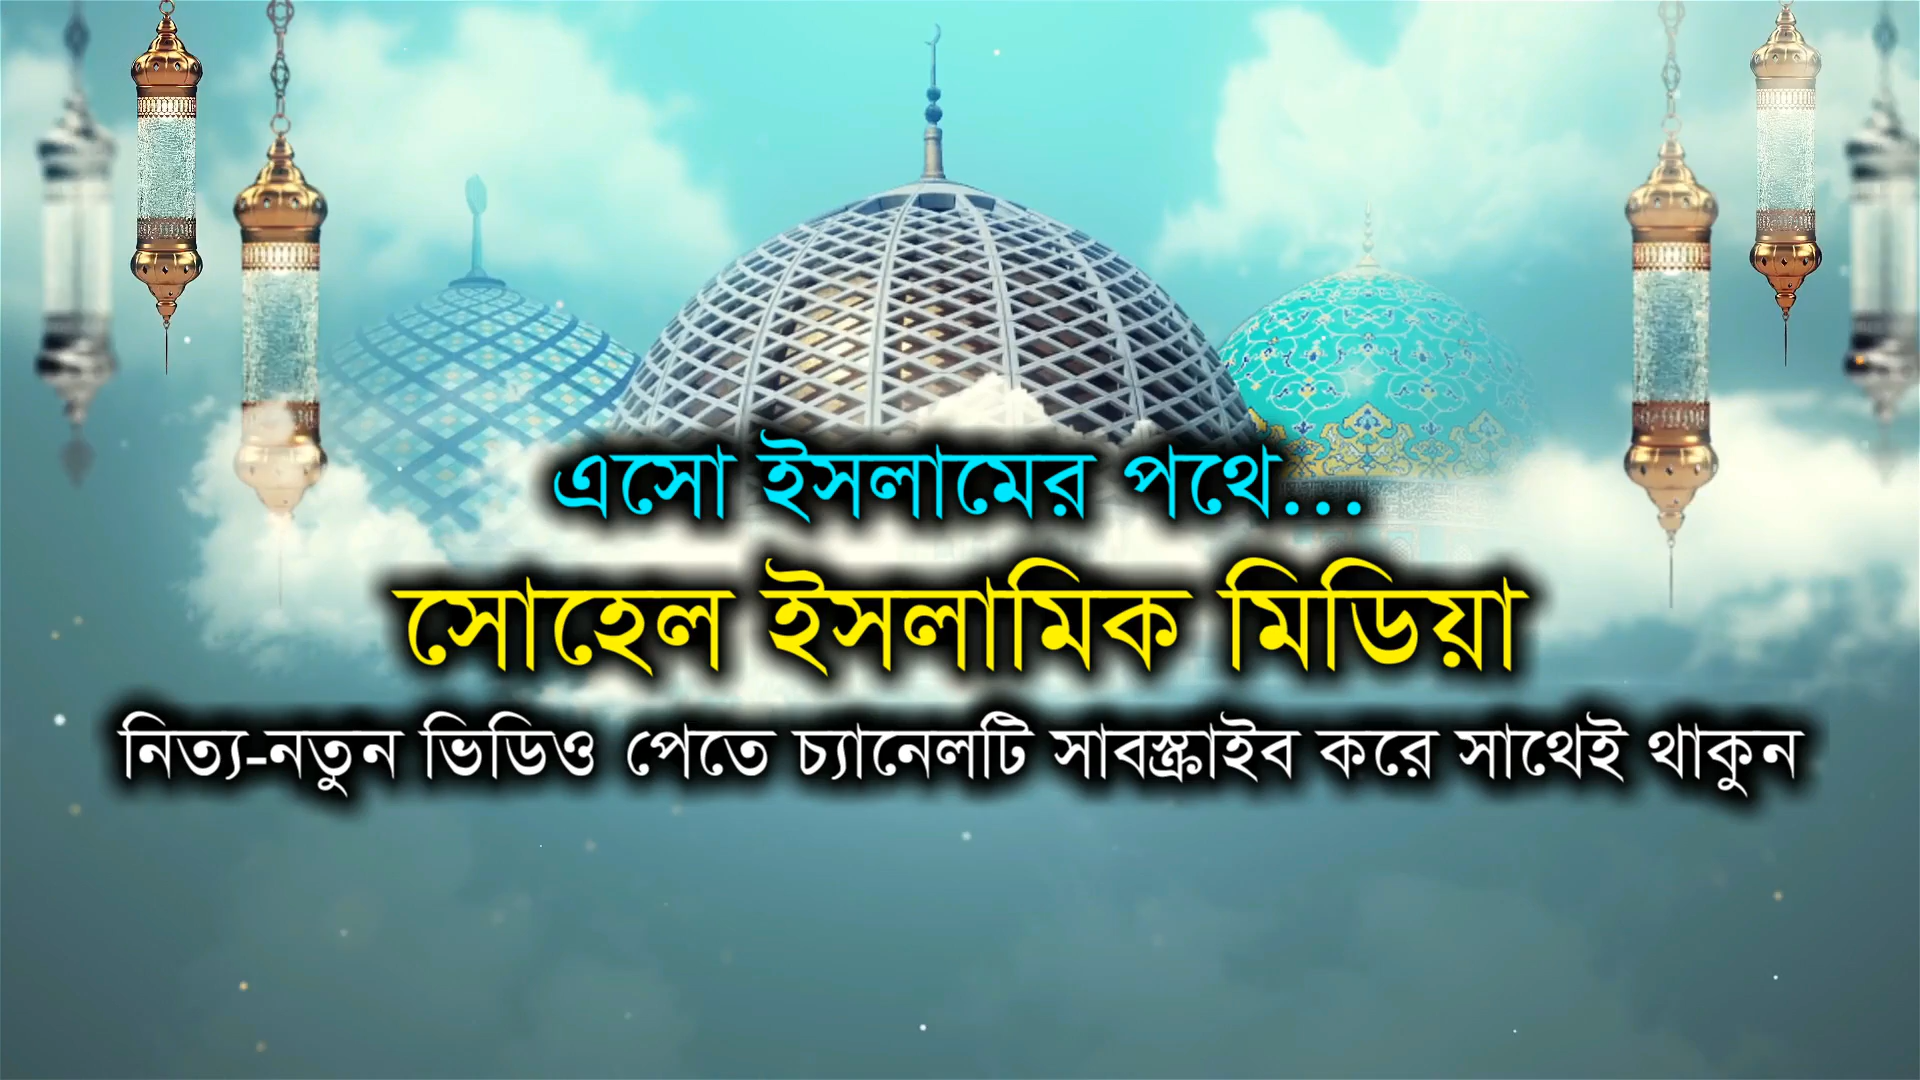 এসো ইসলামের পথে...
সোহেল ইসলামিক মিডিয়া
নিত্য-নতুন ভিডিও পেতে চ্যানেলটি সাবস্ক্রাইব করে সাথেই থাকুন